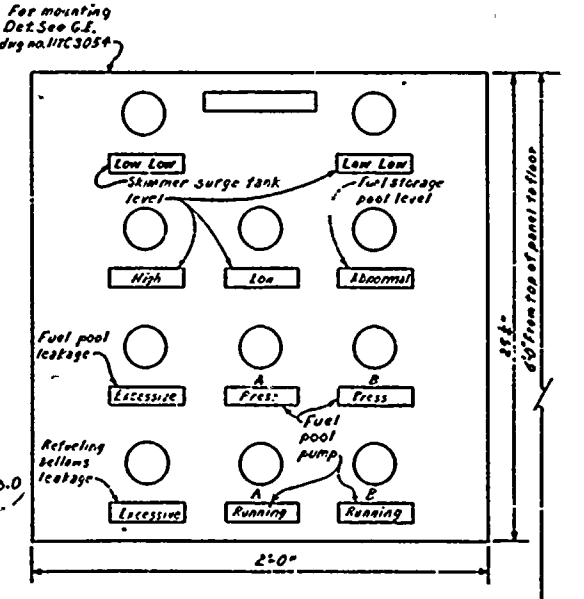 For mounting
Det. See G.E.
dwg no. 117C3054
Low Low
Low Low
Skimmer surge tank
level
Fuel storage
pool level
High
Low
Abnormal
Fuel pool
leakage
A
B
Excessive
Press
Press
Fuel
pool
pump
Refueling
bellows
leakage
A
B
Excessive
Running
Running
2'-0"
6'-0" from top of panel to floor